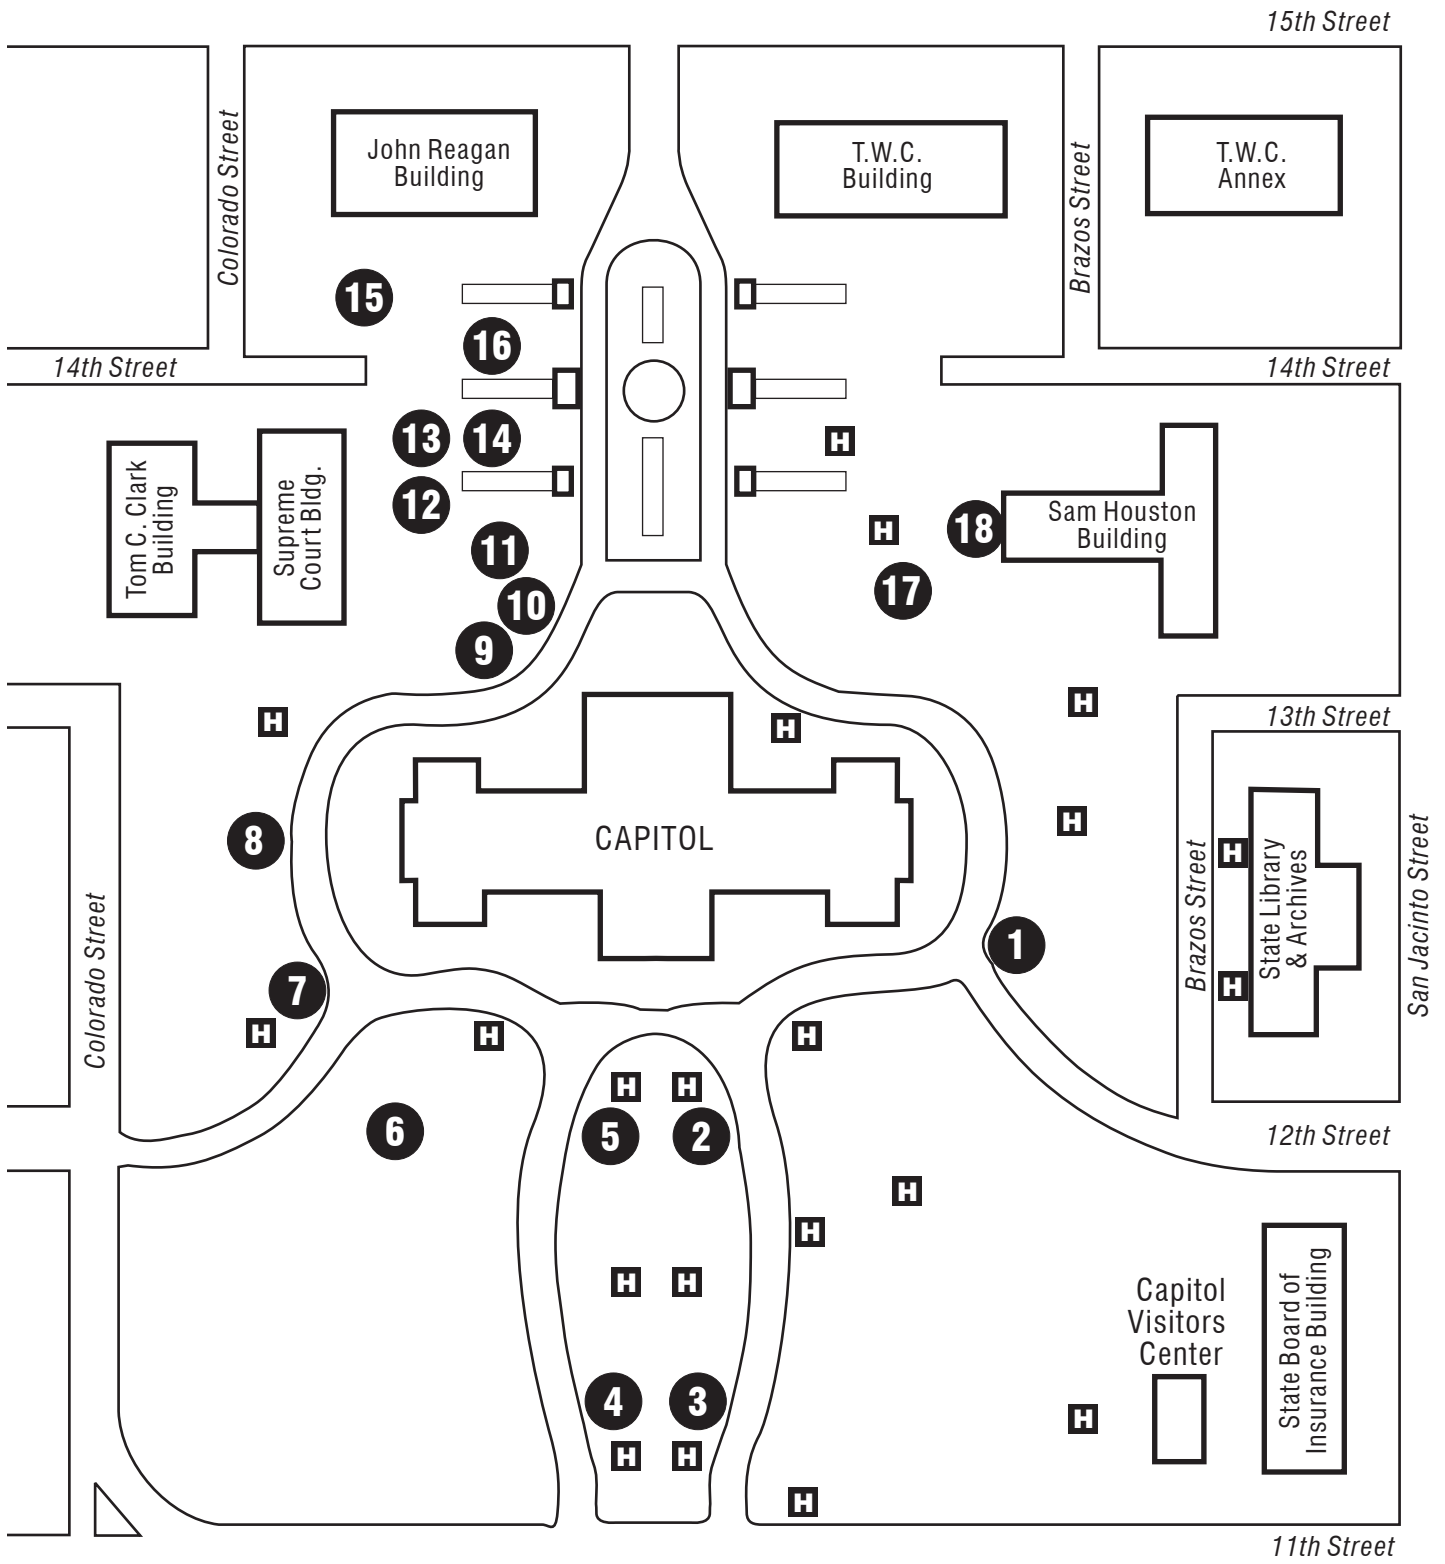 15th Street
John Reagan
Building
T.W.C.
Building
T.W.C.
Annex
Colorado Street
Brazos Street
15
16
14th Street
14th Street
13
14
H
12
Tom C. Clark
Building
Supreme
Court Bldg.
11
H
18
Sam Houston
Building
10
17
9
H
H
H
13th Street
8
CAPITOL
H
H
State Library
& Archives
Brazos Street
San Jacinto Street
Colorado Street
1
7
H
H
H
H
H
H
6
5
2
12th Street
H
H
H
H
Capitol
Visitors
Center
State Board of
Insurance Building
4
3
H
H
H
H
11th Street